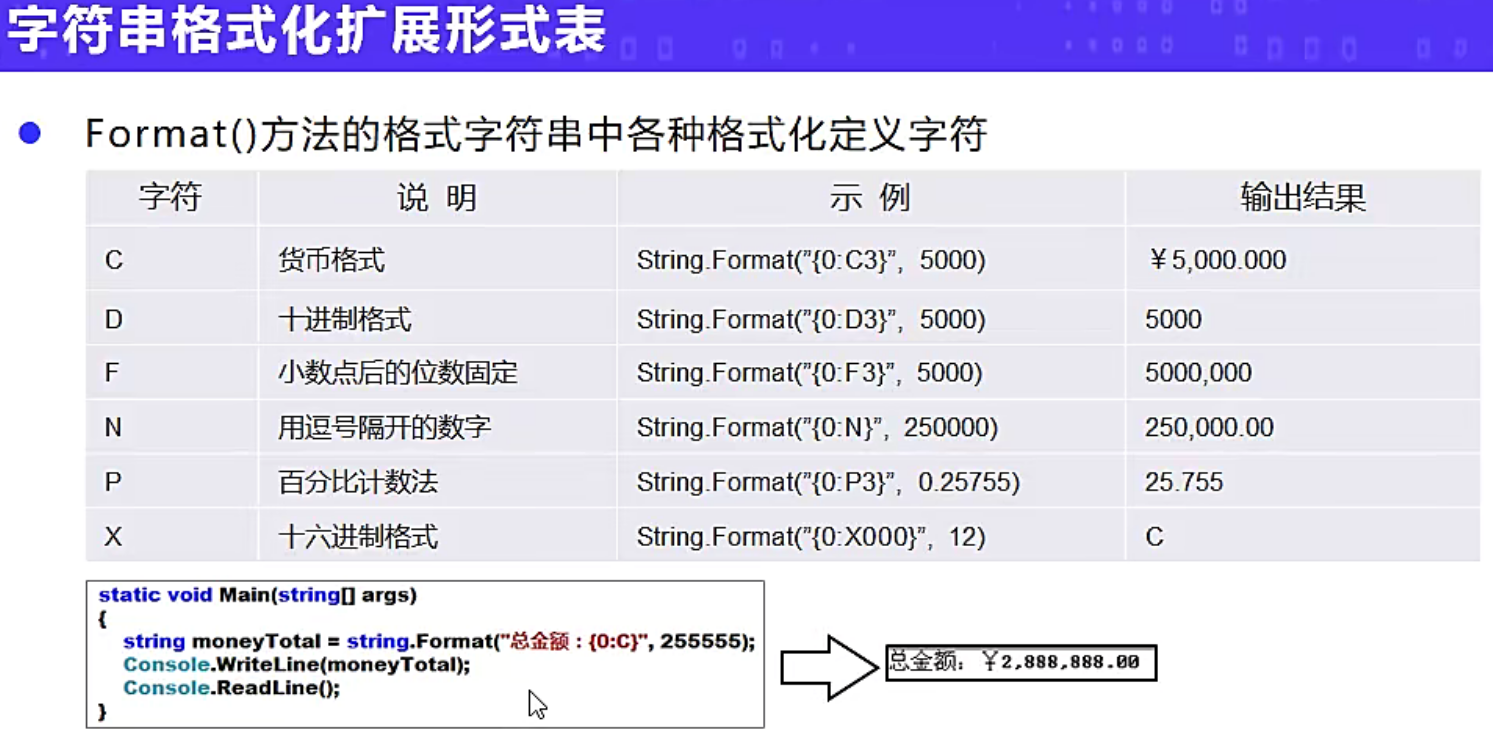 字符串格式化扩展形式表
Format()方法的格式字符串中各种格式化定义字符
字符 说 明 示 例 输出结果
C 货币格式 String.Format("{0:C3}", 5000) ￥5,000.000
D 十进制格式 String.Format("{0:D3}", 5000) 5000
F 小数点后的位数固定 String.Format("{0:F3}", 5000) 5000,000
N 用逗号隔开的数字 String.Format("{0:N}", 250000) 250,000.00
P 百分比计数法 String.Format("{0:P3}", 0.25755) 25.755
X 十六进制格式 String.Format("{0:X000}", 12) C
static void Main(string[] args)
{
string moneyTotal = string.Format("总金额：{0:C}", 255555);
Console.WriteLine(moneyTotal);
Console.ReadLine();
}
总金额：￥2,888,888.00